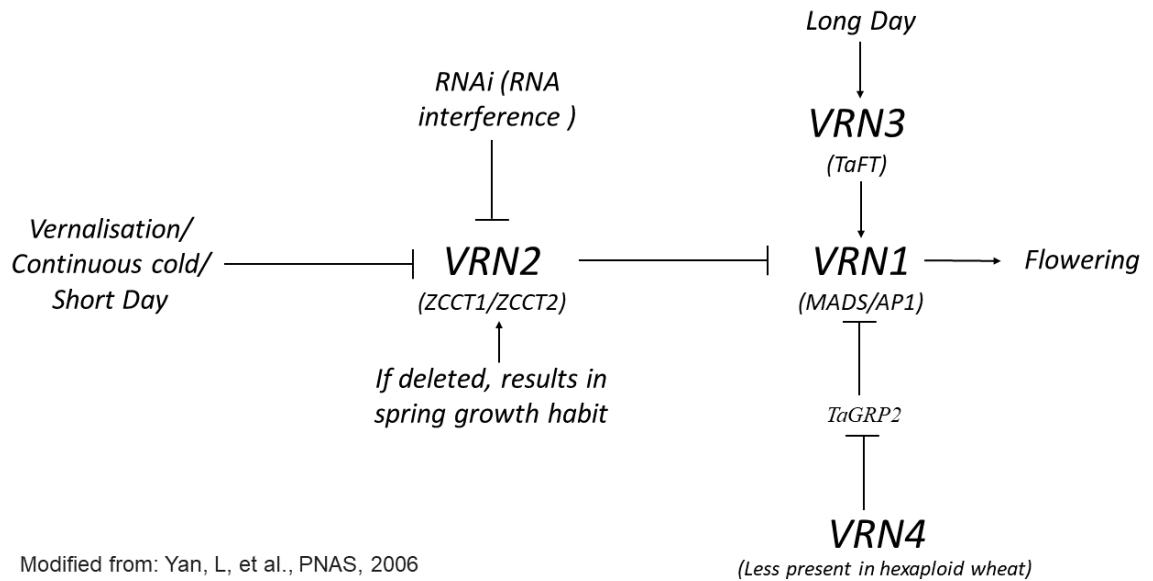 Long Day
RNAi (RNA
interference )
VRN3
(TaFT)
Vernalisation/
Continuous cold/
Short Day
VRN2
(ZCCT1/ZCCT2)
VRN1
(MADS/AP1)
Flowering
If deleted, results in
spring growth habit
TaGRP2
VRN4
(Less present in hexaploid wheat)
Modified from: Yan, L, et al., PNAS, 2006